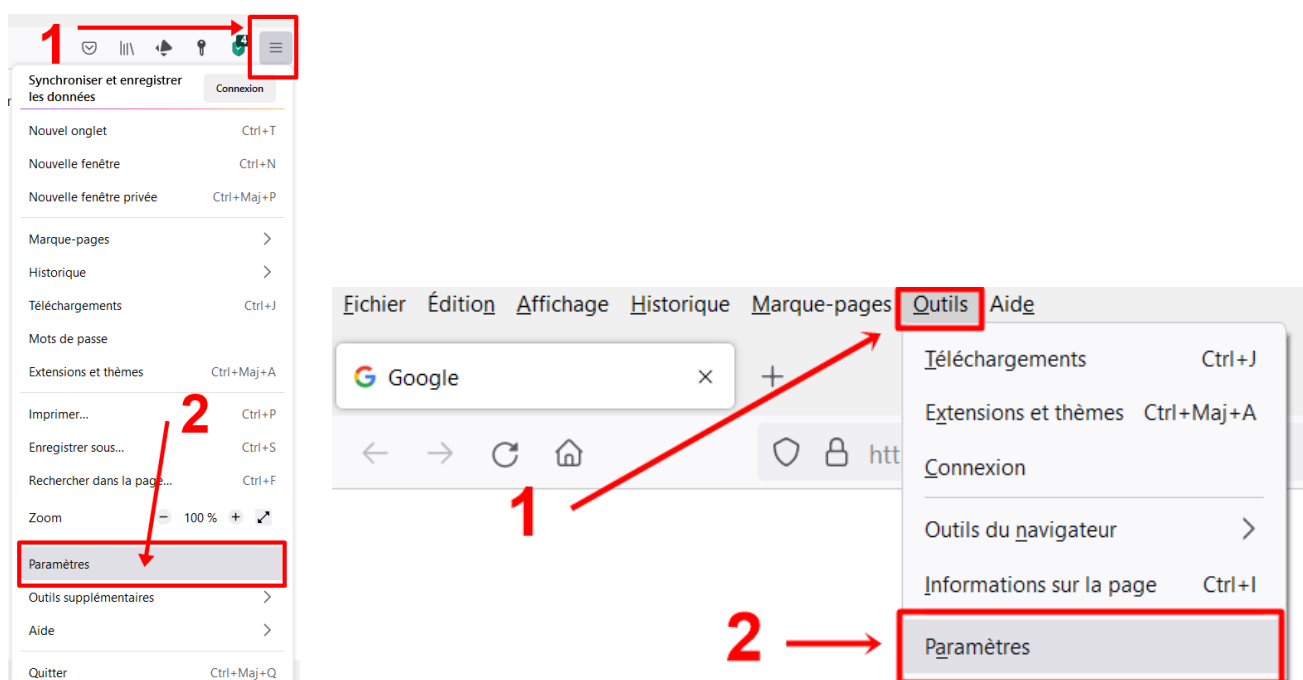 1
4
Synchroniser et enregistrer
les données
Connexion
Nouvel onglet Ctrl+T
Nouvelle fenêtre Ctrl+N
Nouvelle fenêtre privée Ctrl+Maj+P
Marque-pages
Historique
Téléchargements Ctrl+J
Mots de passe
Extensions et thèmes Ctrl+Maj+A
2
Imprimer... Ctrl+P
Enregistrer sous... Ctrl+S
Rechercher dans la page... Ctrl+F
Zoom − 100 % +
Paramètres
Outils supplémentaires
Aide
Quitter Ctrl+Maj+Q
Fichier Édition Affichage Historique Marque-pages Outils Aide
Google × +
htt
1
Téléchargements Ctrl+J
Extensions et thèmes Ctrl+Maj+A
Connexion
Outils du navigateur
Informations sur la page Ctrl+I
2
Paramètres